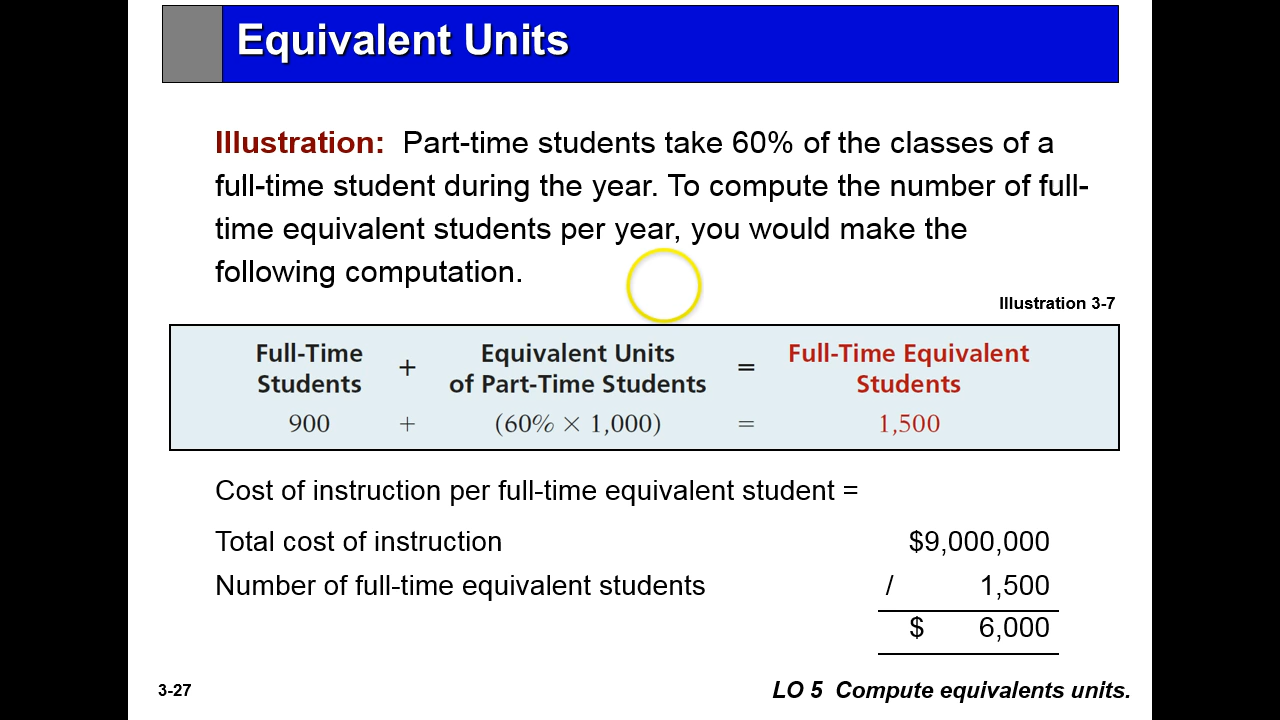 Equivalent Units
Illustration: Part-time students take 60% of the classes of a
full-time student during the year. To compute the number of full-
time equivalent students per year, you would make the
following computation.
Illustration 3-7
Full-Time + Equivalent Units = Full-Time Equivalent
Students of Part-Time Students Students
900 + (60% × 1,000) = 1,500
Cost of instruction per full-time equivalent student =
Total cost of instruction $9,000,000
Number of full-time equivalent students / 1,500
$ 6,000
3-27
LO 5 Compute equivalents units.